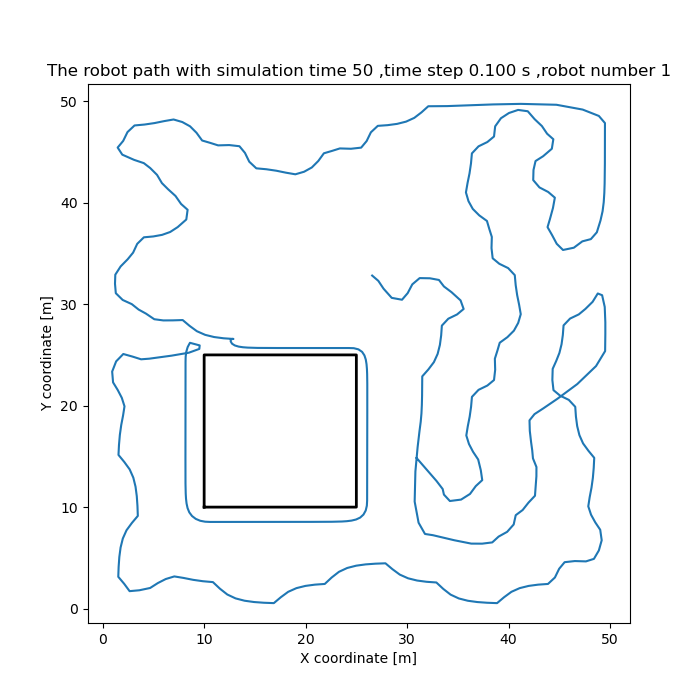 The robot path with simulation time 50 ,time step 0.100 s ,robot number 1
50
40
30
20
10
0
Y coordinate [m]
0 10 20 30 40 50
X coordinate [m]